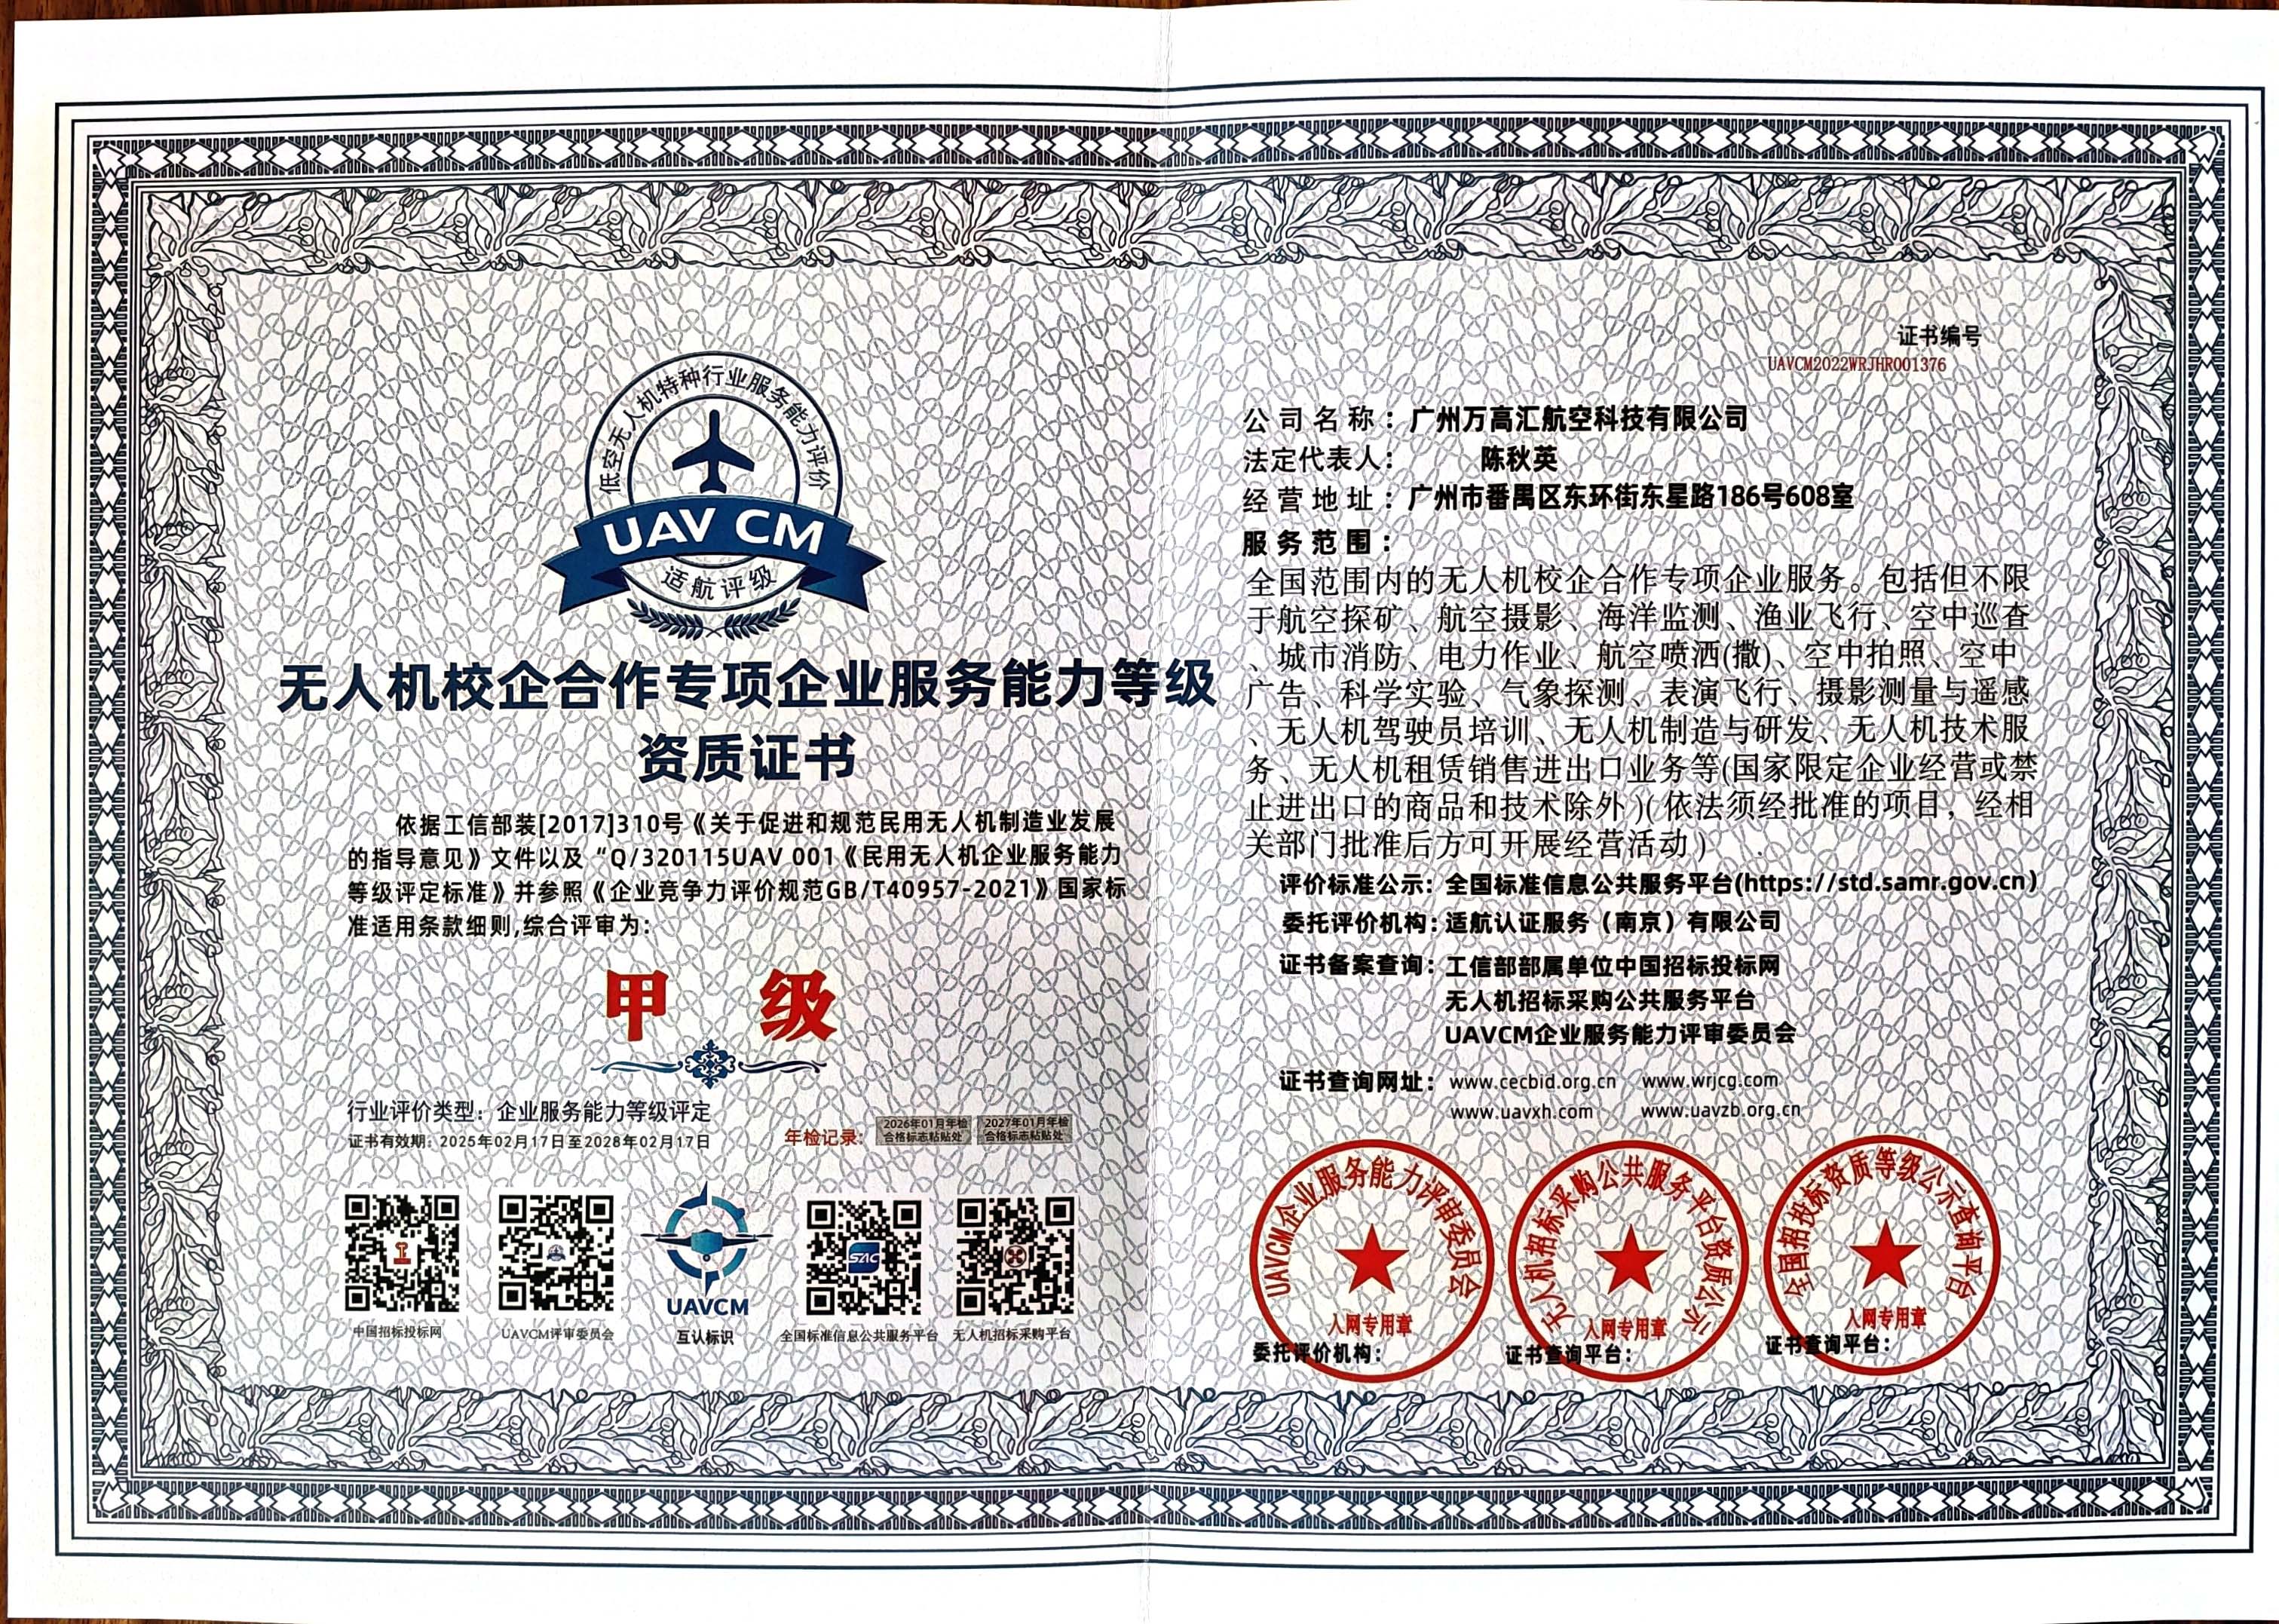 低空无人机特种行业服务能力评价
UAV CM
适航评级
无人机校企合作专项企业服务能力等级
资质证书
依据工信部装[2017]310号《关于促进和规范民用无人机制造业发展
的指导意见》文件以及“Q/320115UAV 001《民用无人机企业服务能力
等级评定标准》并参照《企业竞争力评价规范GB/T40957-2021》国家标
准适用条款细则,综合评审为:
甲 级
行业评价类型: 企业服务能力等级评定
证书有效期: 2025年02月17日至2028年02月17日
年检记录:
2026年01月年检
合格标志粘贴处
2027年01月年检
合格标志粘贴处
SAC
UAVCM
中国招标投标网
UAVCM评审委员会
互认标识
全国标准信息公共服务平台
无人机招标采购平台
证书编号
UAVCM2022WRJHR001376
公司名称：广州万高汇航空科技有限公司
法定代表人： 陈秋英
经营地址：广州市番禺区东环街东星路186号608室
服务范围：
全国范围内的无人机校企合作专项企业服务。包括但不限
于航空探矿、航空摄影、海洋监测、渔业飞行、空中巡查
、城市消防、电力作业、航空喷洒(撒)、空中拍照、空中
广告、科学实验、气象探测、表演飞行、摄影测量与遥感
、无人机驾驶员培训、无人机制造与研发、无人机技术服
务、无人机租赁销售进出口业务等(国家限定企业经营或禁
止进出口的商品和技术除外)(依法须经批准的项目，经相
关部门批准后方可开展经营活动)
评价标准公示: 全国标准信息公共服务平台(https://std.samr.gov.cn)
委托评价机构: 适航认证服务（南京）有限公司
证书备案查询: 工信部部属单位中国招标投标网
无人机招标采购公共服务平台
UAVCM企业服务能力评审委员会
证书查询网址: www.cecbid.org.cn www.wrjcg.com
www.uavxh.com www.uavzb.org.cn
UAVCM企业服务能力评审委员会
入网专用章
委托评价机构:
无人机招标采购公共服务平台资质公示
入网专用章
证书查询平台:
全国招投标资质等级公示查询平台
入网专用章
证书查询平台: